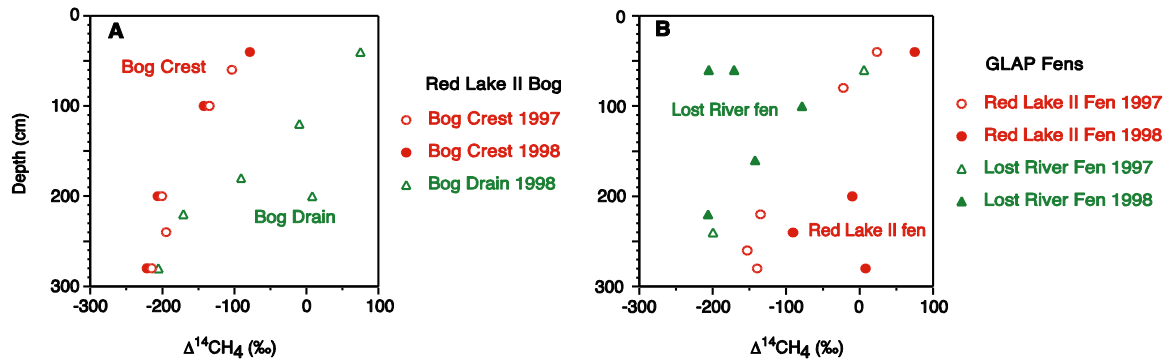 A
Bog Crest
Bog Drain
0
100
200
300
Depth (cm)
-300 -200 -100 0 100
Δ¹⁴CH₄ (‰)
Red Lake II Bog
Bog Crest 1997
Bog Crest 1998
Bog Drain 1998
B
Lost River fen
Red Lake II fen
0
100
200
300
-300 -200 -100 0 100
Δ¹⁴CH₄ (‰)
GLAP Fens
Red Lake II Fen 1997
Red Lake II Fen 1998
Lost River Fen 1997
Lost River Fen 1998